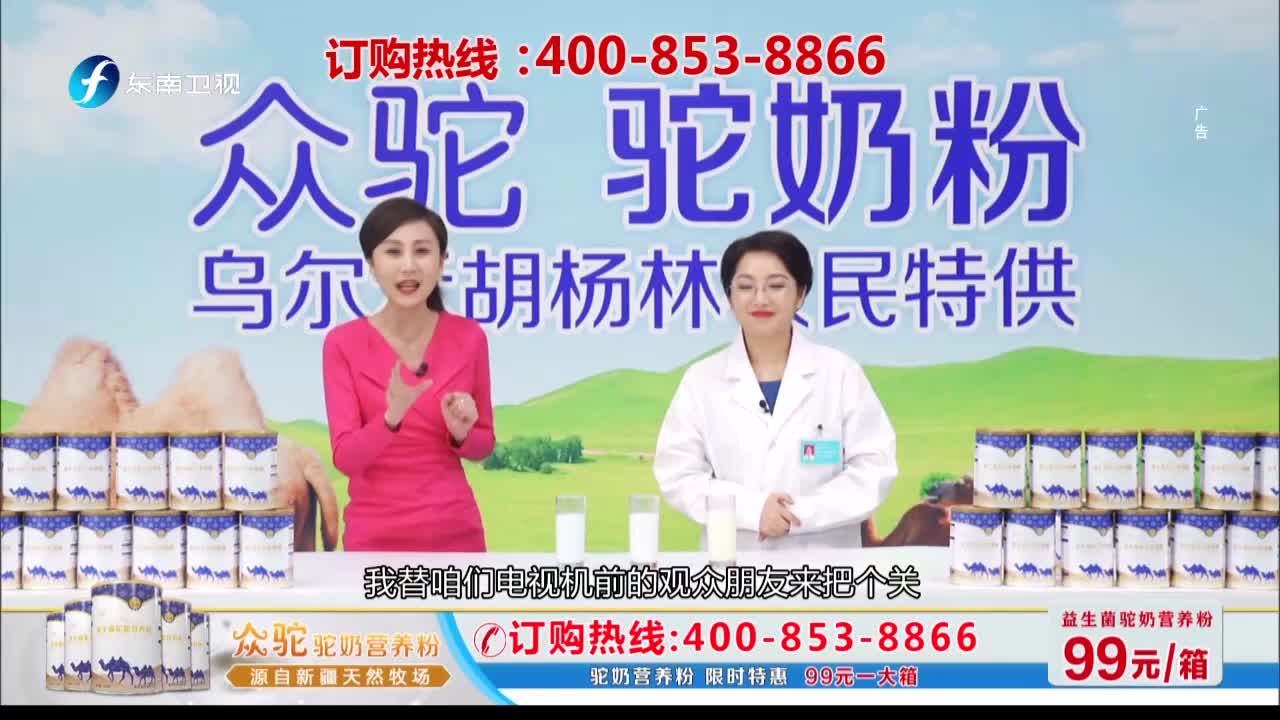 订购热线:400-853-8866
东南卫视
广告
众驼 驼奶粉
乌尔 胡杨林 民特供
我替咱们电视机前的观众朋友来把个关
众驼 驼奶营养粉
源自新疆天然牧场
订购热线:400-853-8866
驼奶营养粉 限时特惠 99元一大箱
益生菌驼奶营养粉
99元/箱